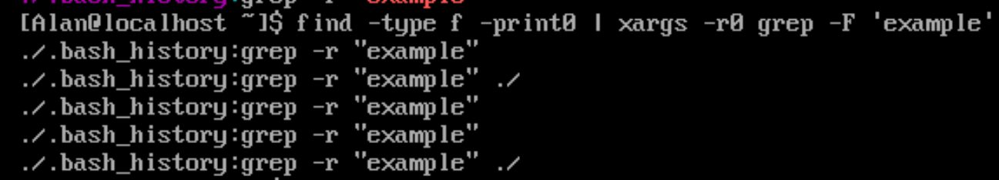 [Alan@localhost ~]$ find -type f -print0 | xargs -r0 grep -F 'example'
./.bash_history:grep -r "example"
./.bash_history:grep -r "example" ./
./.bash_history:grep -r "example"
./.bash_history:grep -r "example"
./.bash_history:grep -r "example" ./